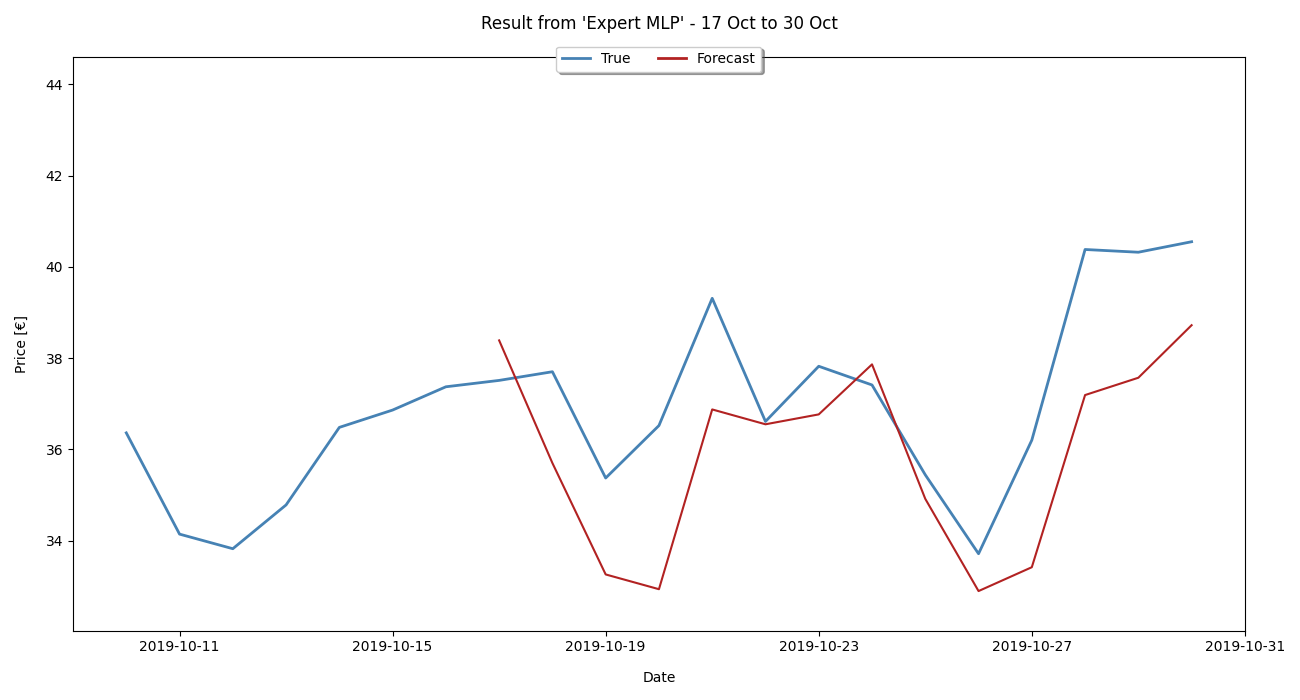 Result from 'Expert MLP' - 17 Oct to 30 Oct
True Forecast
44
42
40
38
36
34
Price [€]
2019-10-11 2019-10-15 2019-10-19 2019-10-23 2019-10-27 2019-10-31
Date